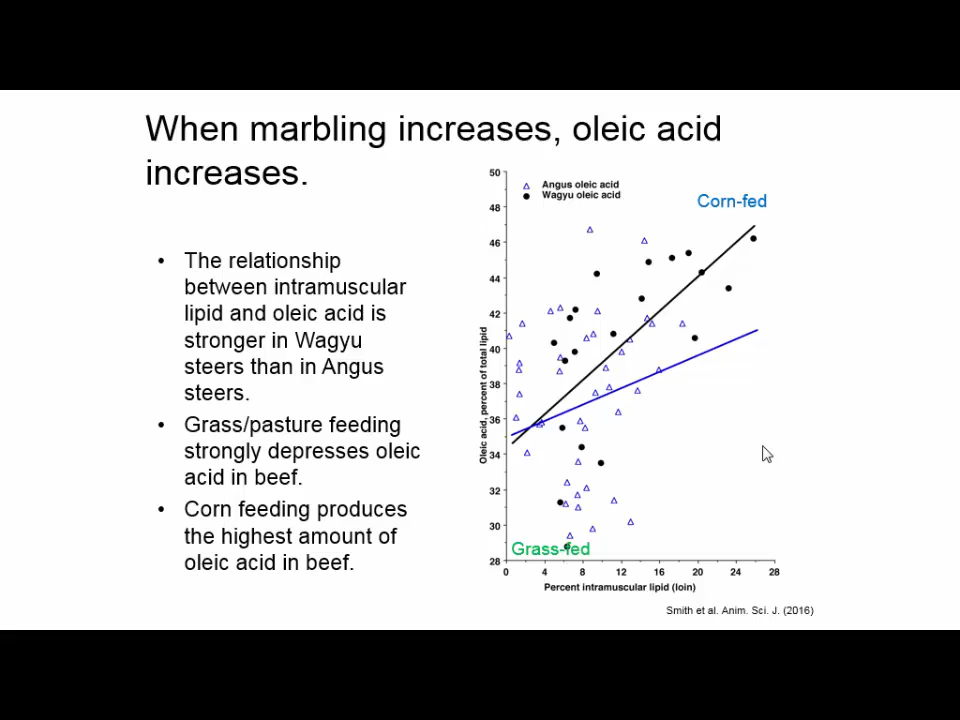 When marbling increases, oleic acid
increases.
• The relationship
between intramuscular
lipid and oleic acid is
stronger in Wagyu
steers than in Angus
steers.
• Grass/pasture feeding
strongly depresses oleic
acid in beef.
• Corn feeding produces
the highest amount of
oleic acid in beef.
Angus oleic acid
Wagyu oleic acid
Corn-fed
Grass-fed
Oleic acid, percent of total lipid
50
48
46
44
42
40
38
36
34
32
30
28
0 4 8 12 16 20 24 28
Percent intramuscular lipid (loin)
Smith et al. Anim. Sci. J. (2016)